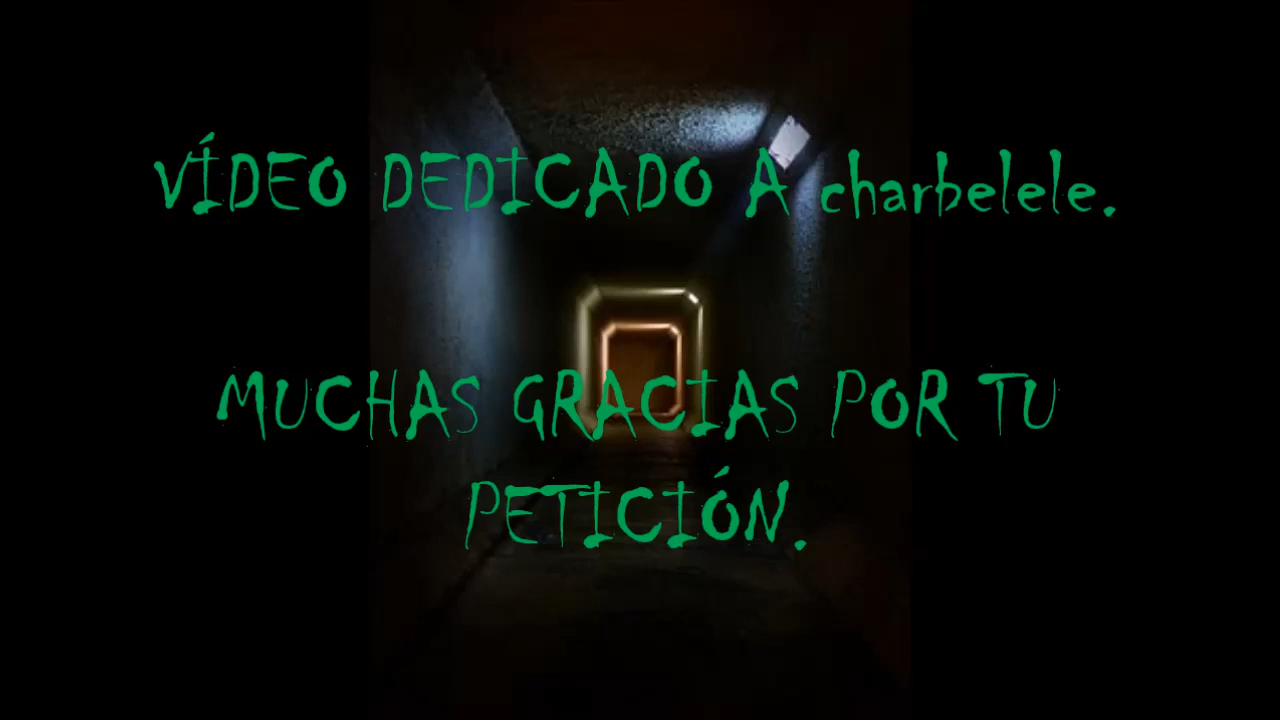 VÍDEO DEDICADO A charbelele.
MUCHAS GRACIAS POR TU
PETICIÓN.